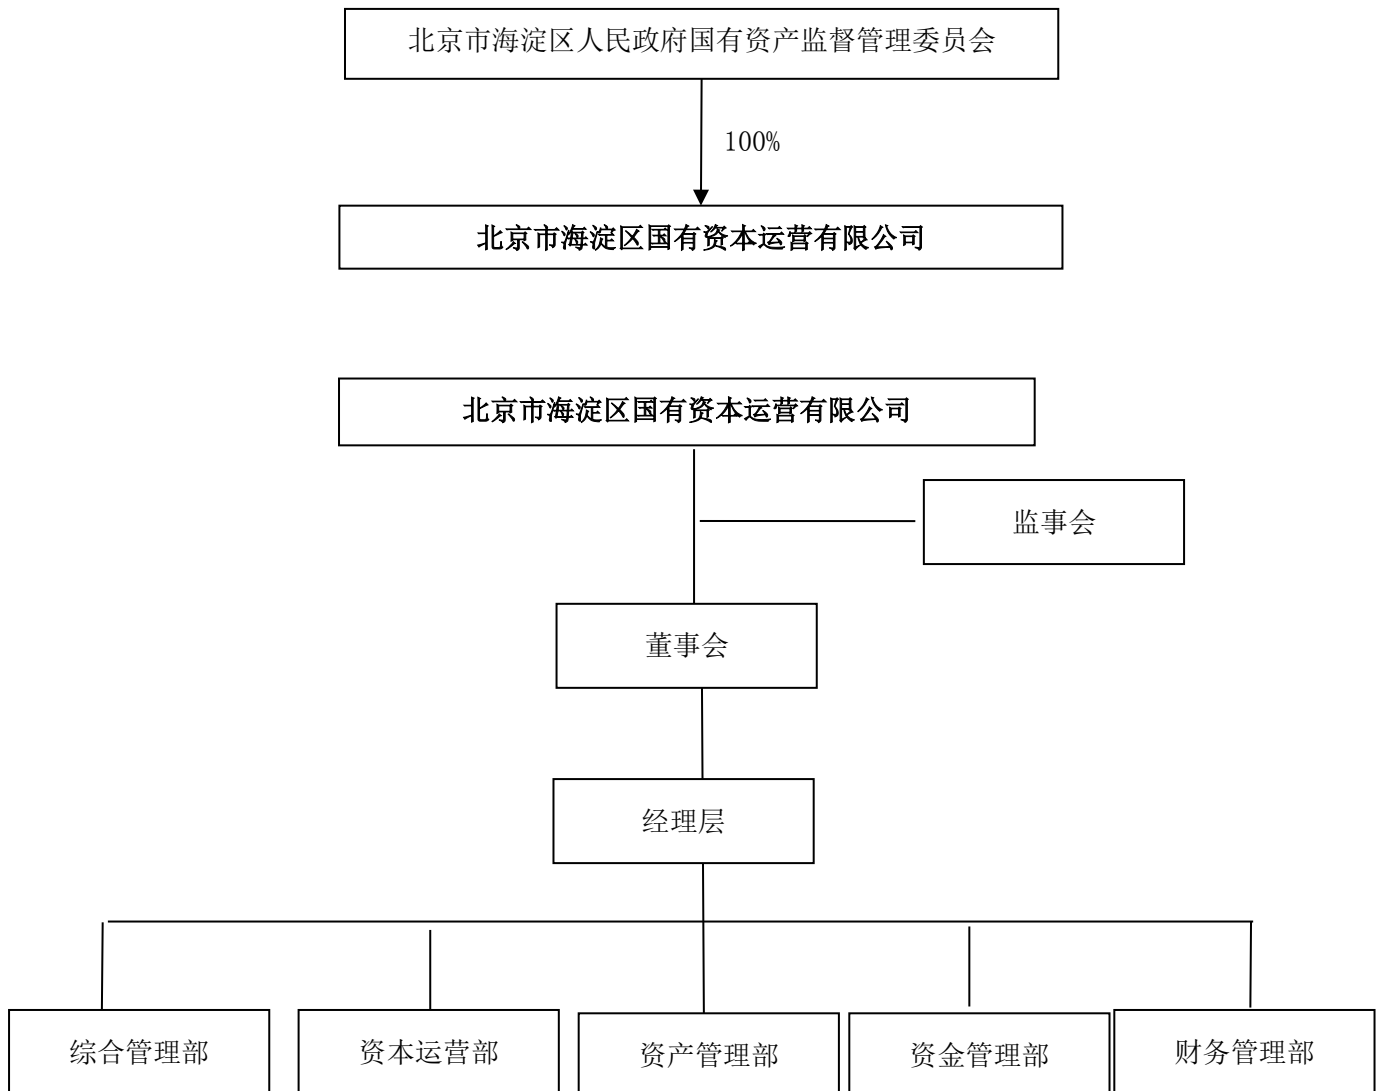 北京市海淀区人民政府国有资产监督管理委员会
100%
北京市海淀区国有资本运营有限公司
北京市海淀区国有资本运营有限公司
监事会
董事会
经理层
综合管理部
资本运营部
资产管理部
资金管理部
财务管理部